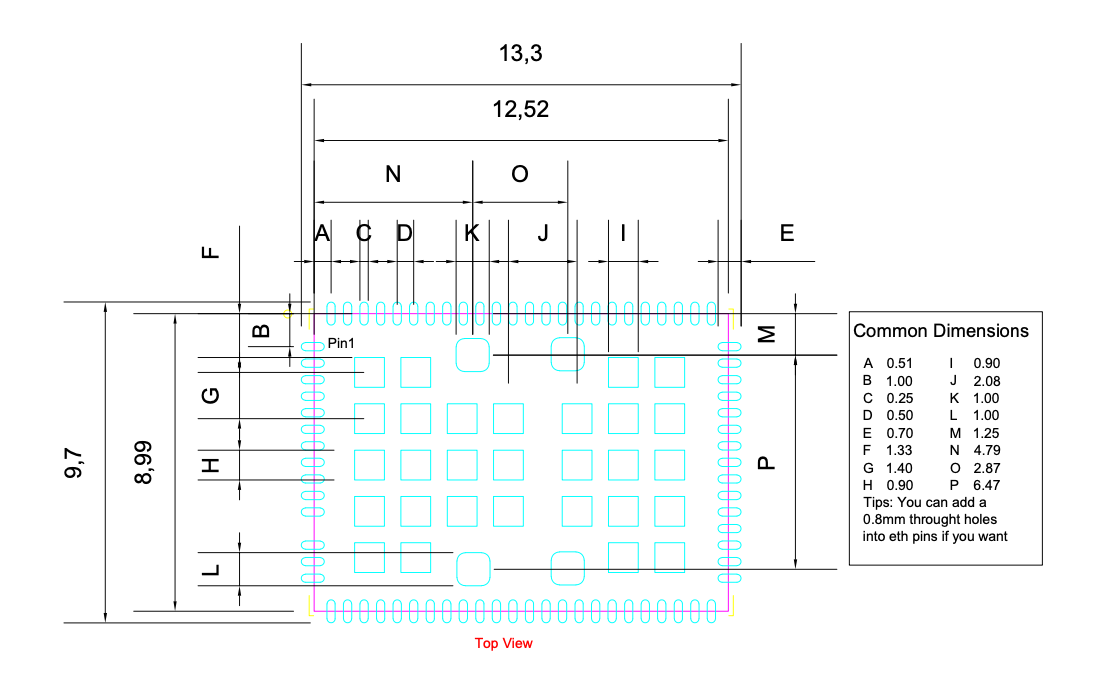 13,3
12,52
N
O
A
C
D
K
J
I
E
F
B
M
Pin1
G
H
L
P
9,7
8,99
Common Dimensions
A 0.51 I 0.90
B 1.00 J 2.08
C 0.25 K 1.00
D 0.50 L 1.00
E 0.70 M 1.25
F 1.33 N 4.79
G 1.40 O 2.87
H 0.90 P 6.47
Tips: You can add a
0.8mm throught holes
into eth pins if you want
Top View